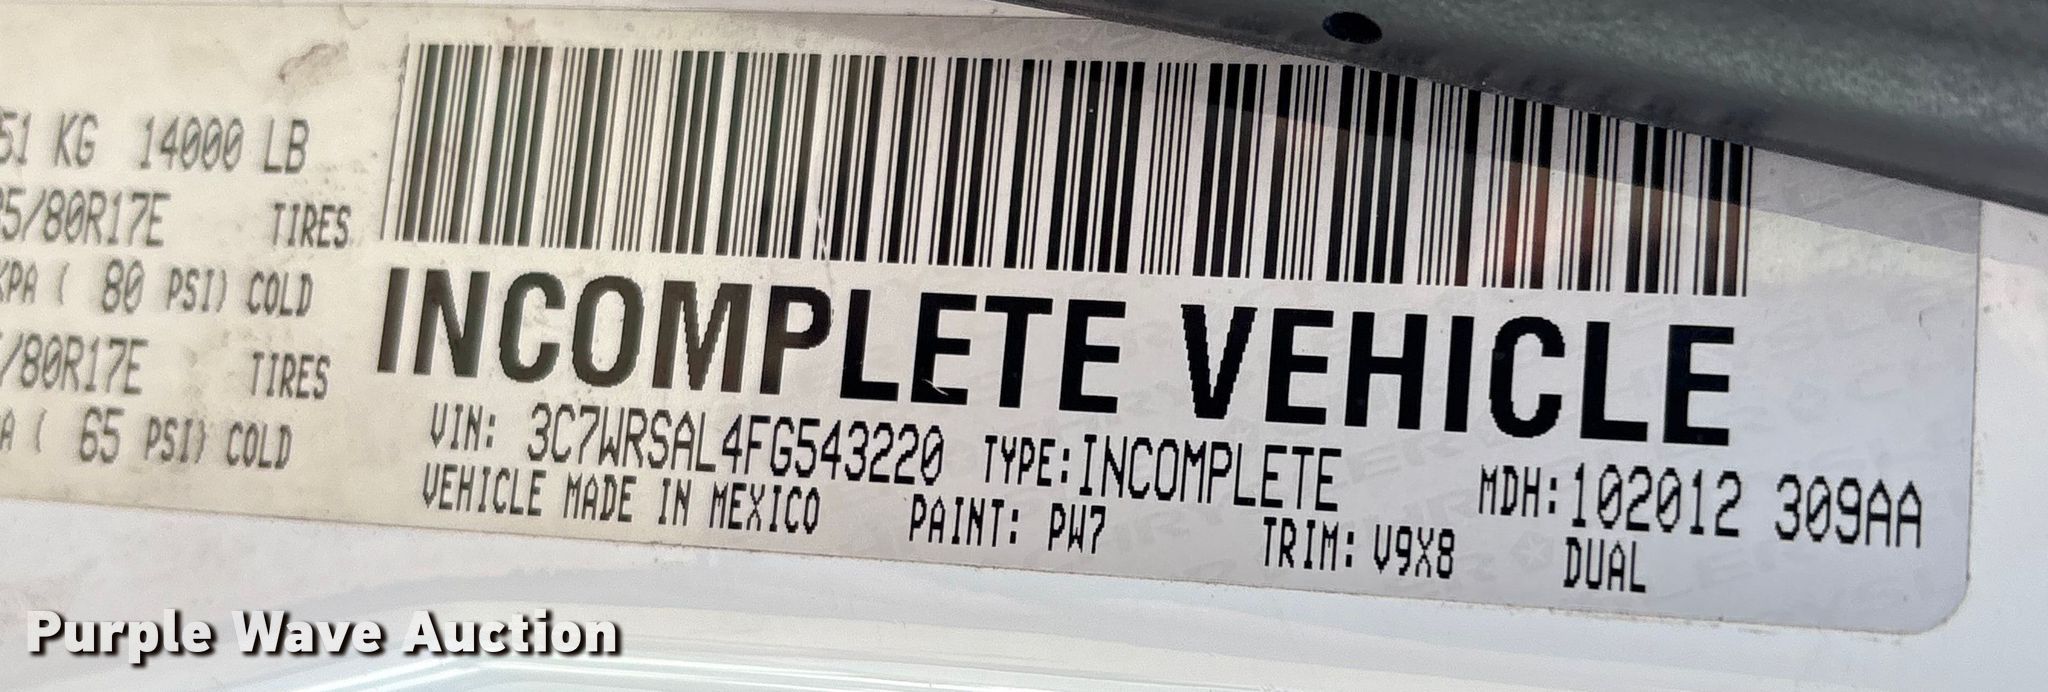 51 KG 14000 LB
5/80R17E TIRES
KPA ( 80 PSI) COLD
/80R17E TIRES
A ( 65 PSI) COLD
INCOMPLETE VEHICLE
VIN: 3C7WRSAL4FG543220 TYPE:INCOMPLETE MDH:102012 309AA
VEHICLE MADE IN MEXICO PAINT: PW7 TRIM: V9X8 DUAL
Purple Wave Auction